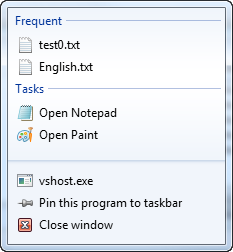 Frequent
test0.txt
English.txt
Tasks
Open Notepad
Open Paint
vshost.exe
Pin this program to taskbar
Close window